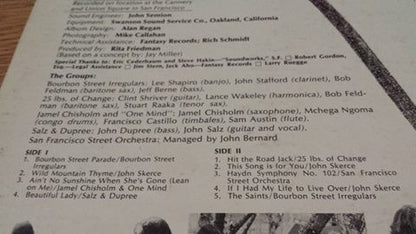 Recorded on location at the Cannery
and Union Square in San Francisco
Sound Engineer: John Semion
Equipment: Swanson Sound Service Co., Oakland, California
Album Design: Alan Regan
Photography: Mike Callahan
Technical Assistance: Fantasy Records; Rich Schmidt
Produced by: Rita Friedman
(Based on a concept by: Jay Miller)
Special Thanks to: Eric Cederbaum and Steve Hakin—"Soundworks," S.F. □ Robert Gordon,
Esq.—Legal Assistance □ Jim Stern, Jack Aho—Fantasy Records □ Larry Ruegge
The Groups:
Bourbon Street Irregulars: Lee Shapiro (banjo), John Stafford (clarinet), Bob
Feldman (baritone sax), Jeff Berne (bass).
25 lbs. of Change: Clint Shriver (guitar), Lance Wakeley (harmonica), Bob Feld-
man (baritone sax), Stuart Raaka (tenor sax).
Jamel Chisholm and "One Mind": Jamel Chisholm (saxophone), Mchega Ngoma
(congo drums), Francisco Castillo (timbales), Sam Austin (flute).
Salz & Dupree: John Dupree (bass), John Salz (guitar and vocal).
San Francisco Street Orchestra: Managed by John Bernard
SIDE I
1. Bourbon Street Parade/Bourbon Street
Irregulars
2. Wild Mountain Thyme/John Skerce
3. Ain't No Sunshine When She's Gone (Lean
on Me)/Jamel Chisholm & One Mind
4. Beautiful Lady/Salz & Dupree
SIDE II
1. Hit the Road Jack/25 lbs. of Change
2. This Song is For You/John Skerce
3. Haydn Symphony No. 102/San Francisco
Street Orchestra
4. If I Had My Life to Live Over/John Skerce
5. The Saints/Bourbon Street Irregulars